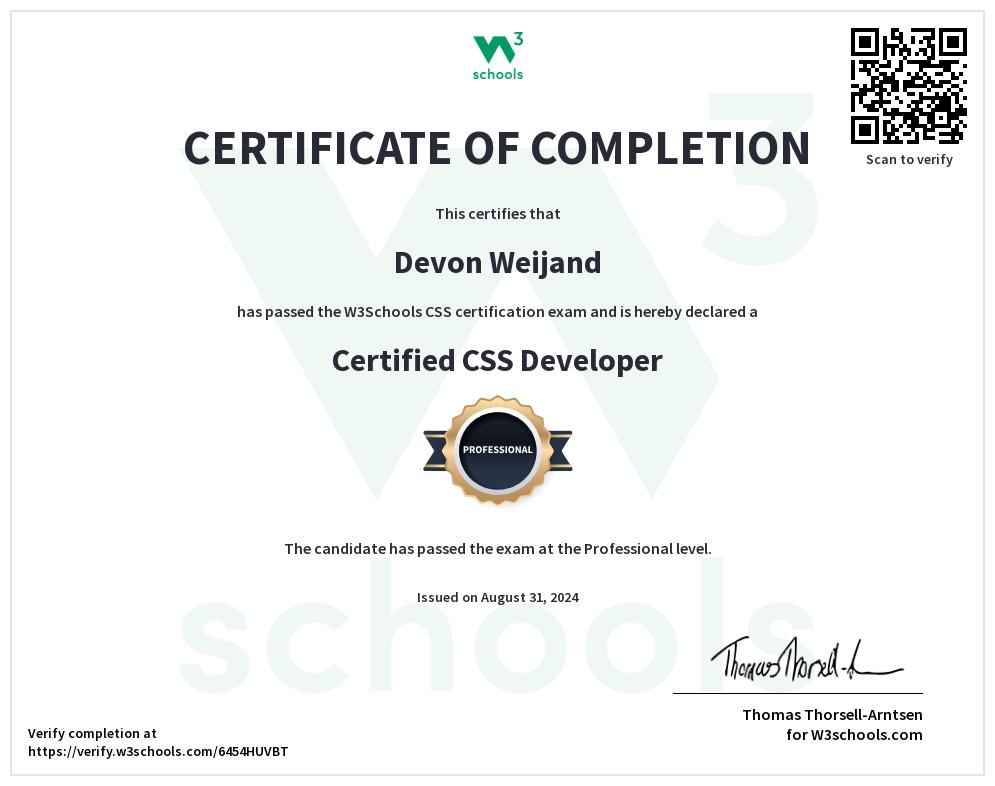 3
schools
Scan to verify
CERTIFICATE OF COMPLETION
This certifies that
Devon Weijand
has passed the W3Schools CSS certification exam and is hereby declared a
Certified CSS Developer
PROFESSIONAL
The candidate has passed the exam at the Professional level.
Issued on August 31, 2024
Thomas Thorsell-A
Thomas Thorsell-Arntsen
for W3schools.com
Verify completion at
https://verify.w3schools.com/6454HUVBT
3
schools